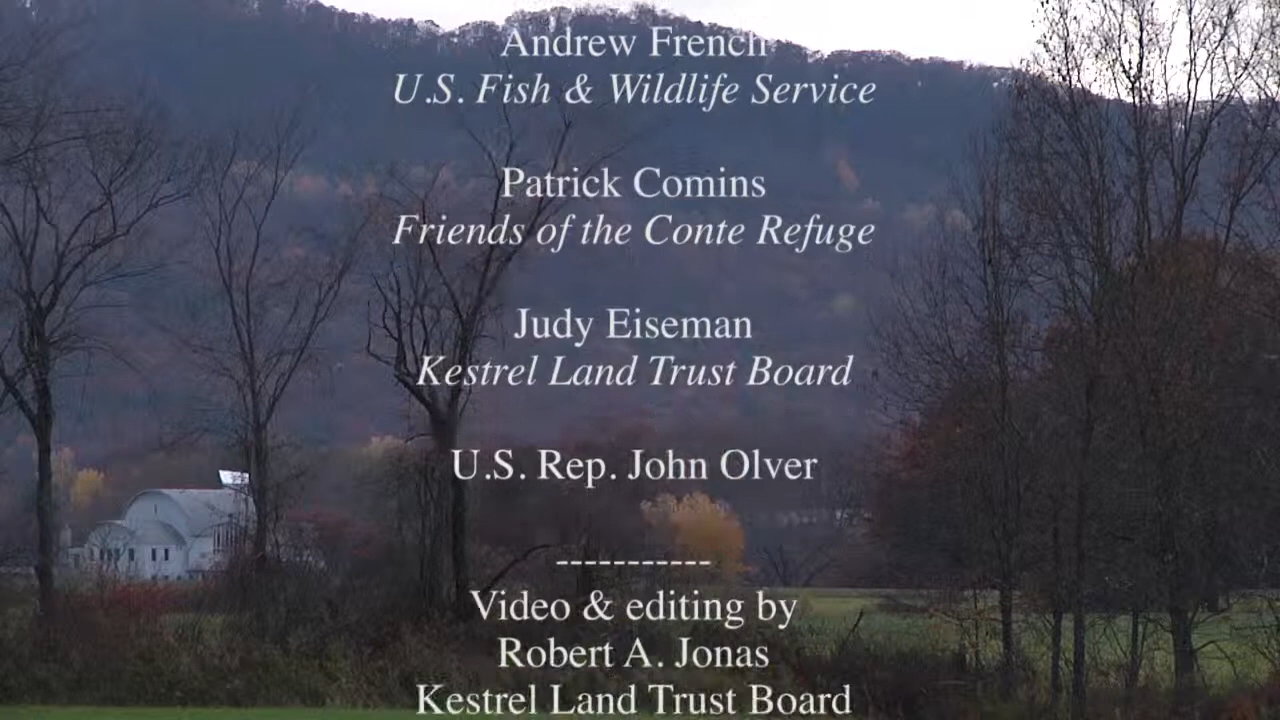 Andrew French
U.S. Fish & Wildlife Service
Patrick Comins
Friends of the Conte Refuge
Judy Eiseman
Kestrel Land Trust Board
U.S. Rep. John Olver
-----------
Video & editing by
Robert A. Jonas
Kestrel Land Trust Board